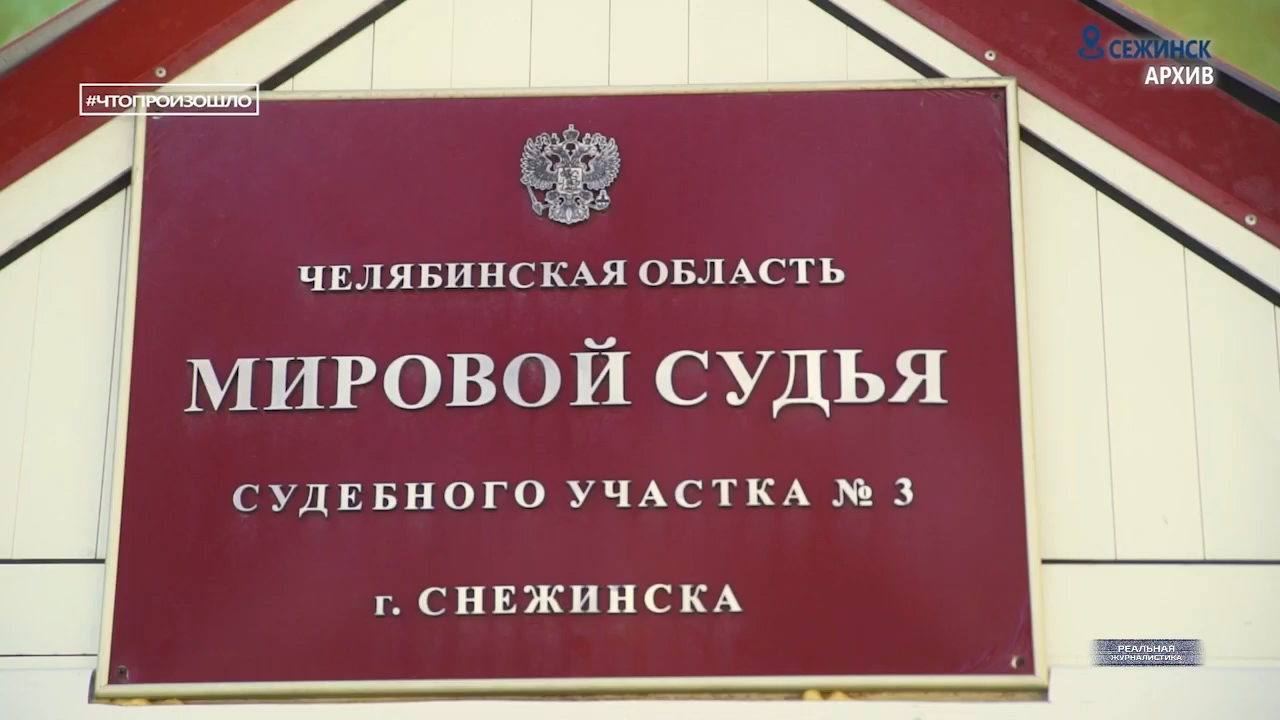 СЕЖИНСК
АРХИВ
#ЧТОПРОИЗОШЛО
ЧЕЛЯБИНСКАЯ ОБЛАСТЬ
МИРОВОЙ СУДЬЯ
СУДЕБНОГО УЧАСТКА № 3
г. СНЕЖИНСКА
РЕАЛЬНАЯ
ЖУРНАЛИСТИКА